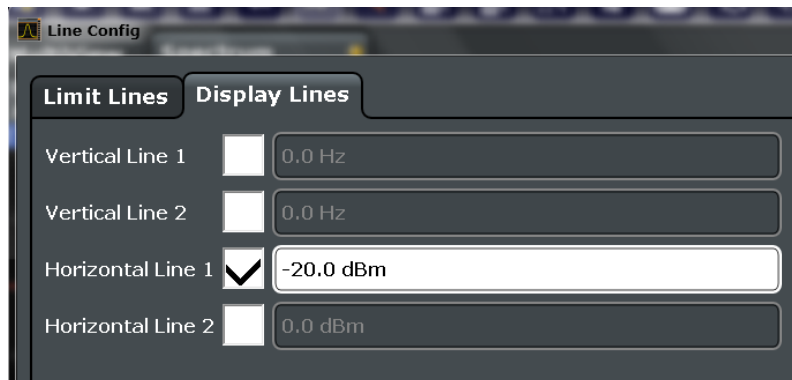 Line Config
Spectrum
Limit Lines
Display Lines
Vertical Line 1
0.0 Hz
Vertical Line 2
0.0 Hz
Horizontal Line 1
-20.0 dBm
Horizontal Line 2
0.0 dBm